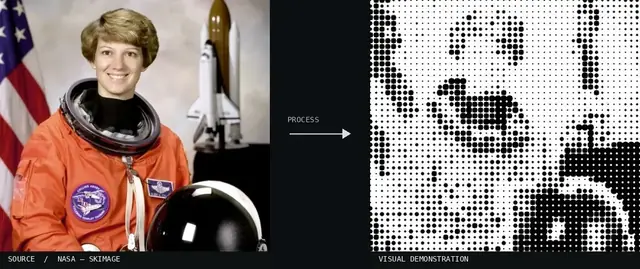 PROCESS
SOURCE / NASA — SKIMAGE
VISUAL DEMONSTRATION